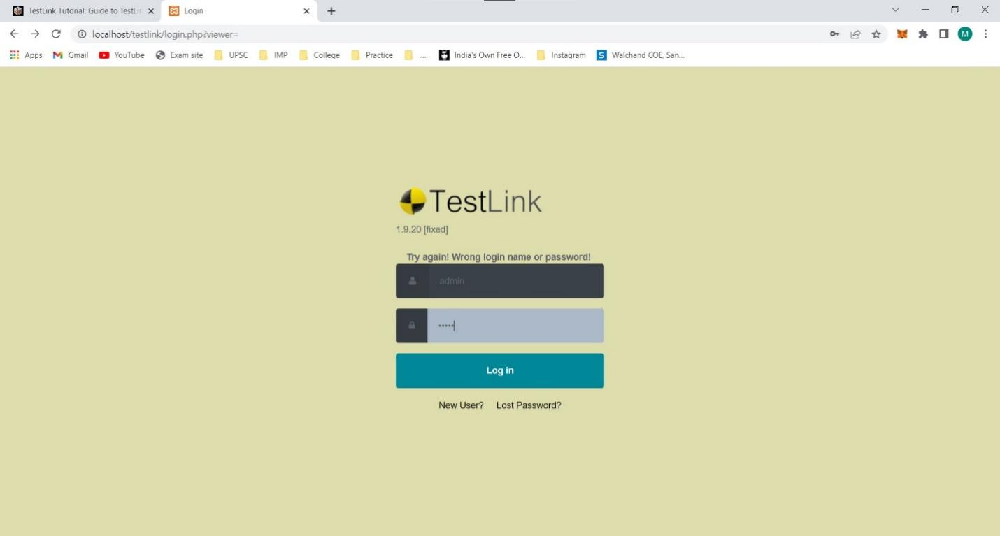 TestLink Tutorial: Guide to TestLin
Login
localhost/testlink/login.php?viewer=
M
Apps
Gmail
YouTube
Exam site
UPSC
IMP
College
Practice
.....
India's Own Free O...
Instagram
S
Walchand COE, San...
TestLink
1.9.20 [fixed]
Try again! Wrong login name or password!
admin
•••••
Log in
New User? Lost Password?